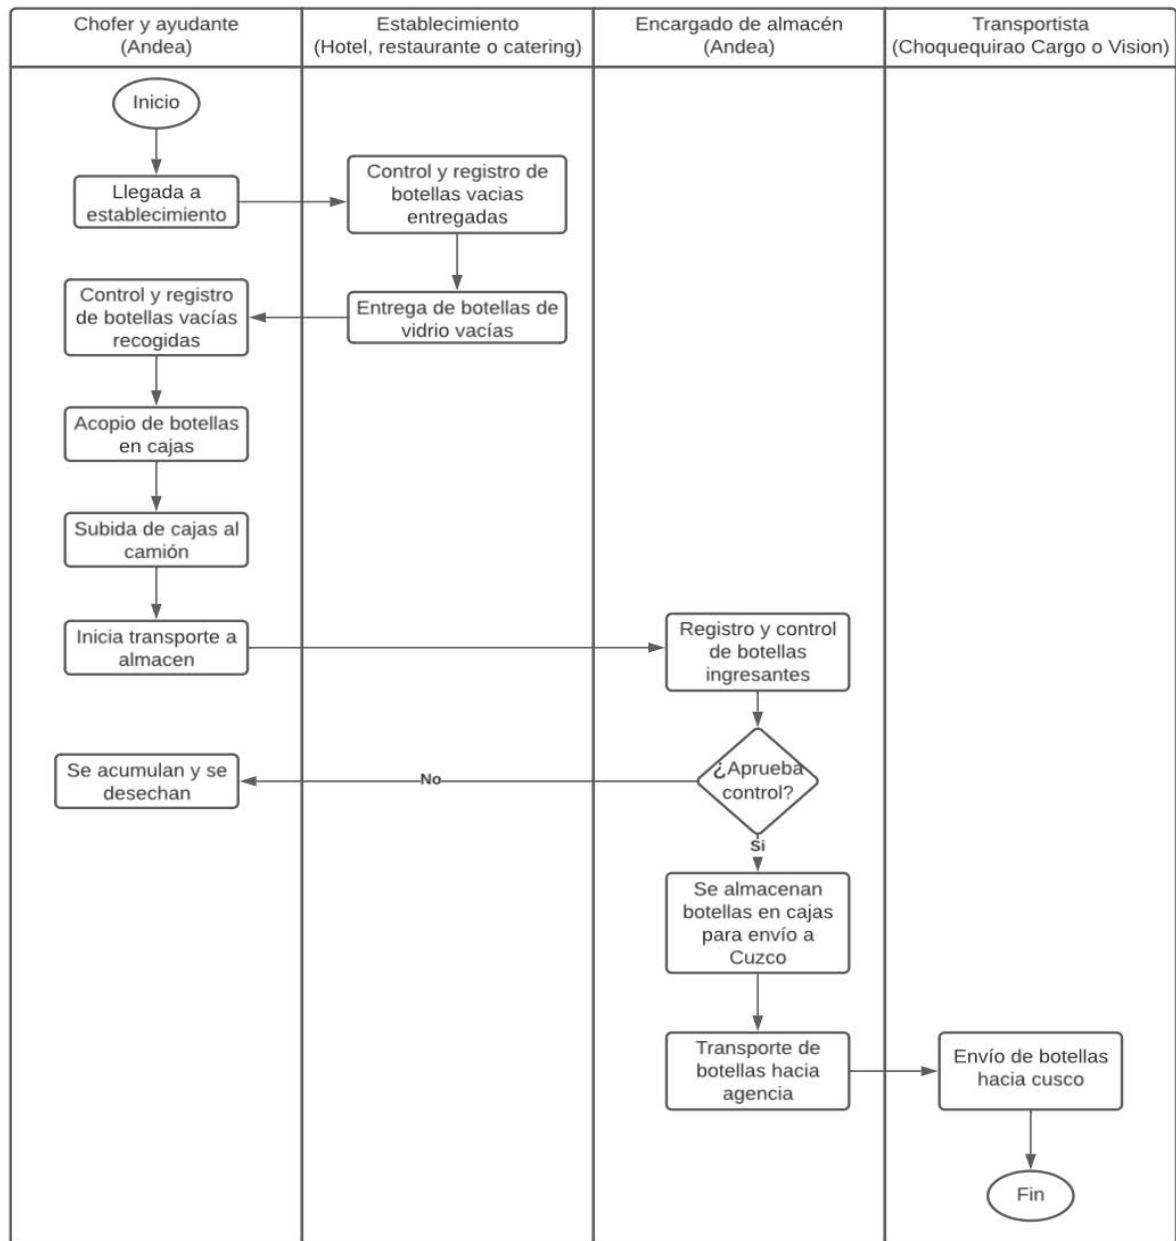 Chofer y ayudante
(Andea)
Establecimiento
(Hotel, restaurante o catering)
Encargado de almacén
(Andea)
Transportista
(Choquequirao Cargo o Vision)
Inicio
Llegada a
establecimiento
Control y registro de
botellas vacias
entregadas
Entrega de botellas de
vidrio vacías
Control y registro
de botellas vacías
recogidas
Acopio de botellas
en cajas
Subida de cajas al
camión
Inicia transporte a
almacen
Registro y control
de botellas
ingresantes
¿Aprueba
control?
No
Se acumulan y se
desechan
Si
Se almacenan
botellas en cajas
para envío a
Cuzco
Transporte de
botellas hacia
agencia
Envío de botellas
hacia cusco
Fin